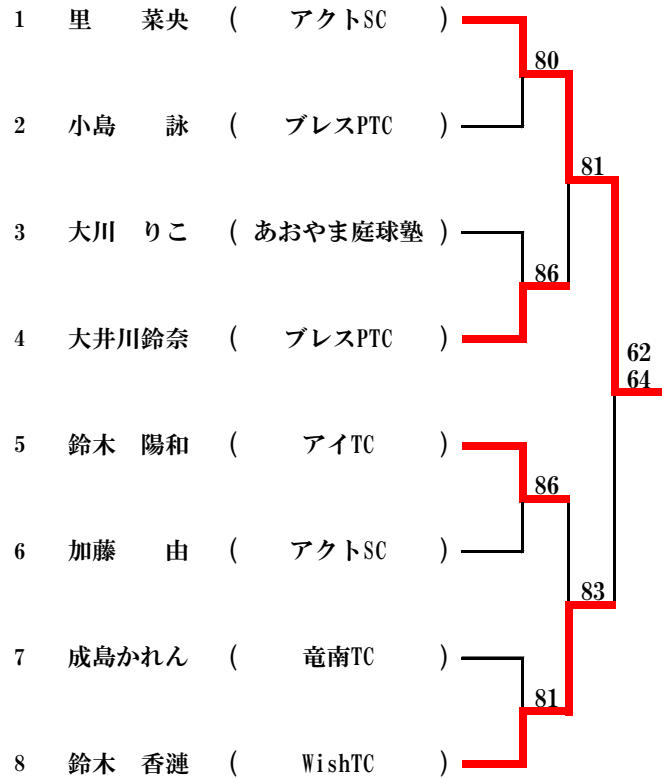 1 里 菜央 ( アクトSC )
80
2 小島 詠 ( ブレスPTC )
81
3 大川 りこ ( あおやま庭球塾 )
86
4 大井川鈴奈 ( ブレスPTC )
62
64
5 鈴木 陽和 ( アイTC )
86
6 加藤 由 ( アクトSC )
83
7 成島かれん ( 竜南TC )
81
8 鈴木 香漣 ( WishTC )